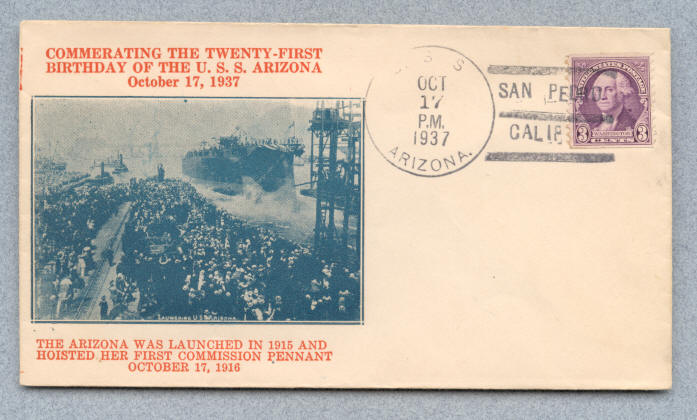 COMMERATING THE TWENTY-FIRST
BIRTHDAY OF THE U. S. S. ARIZONA
October 17, 1937
LAUNCHING U.S.S. ARIZONA
THE ARIZONA WAS LAUNCHED IN 1915 AND
HOISTED HER FIRST COMMISSION PENNANT
OCTOBER 17, 1916
S S
OCT
17
P.M.
1937
ARIZONA.
SAN PEDRO
CALIF
UNITED STATES POSTAGE
WASHINGTON
3 CENTS 3